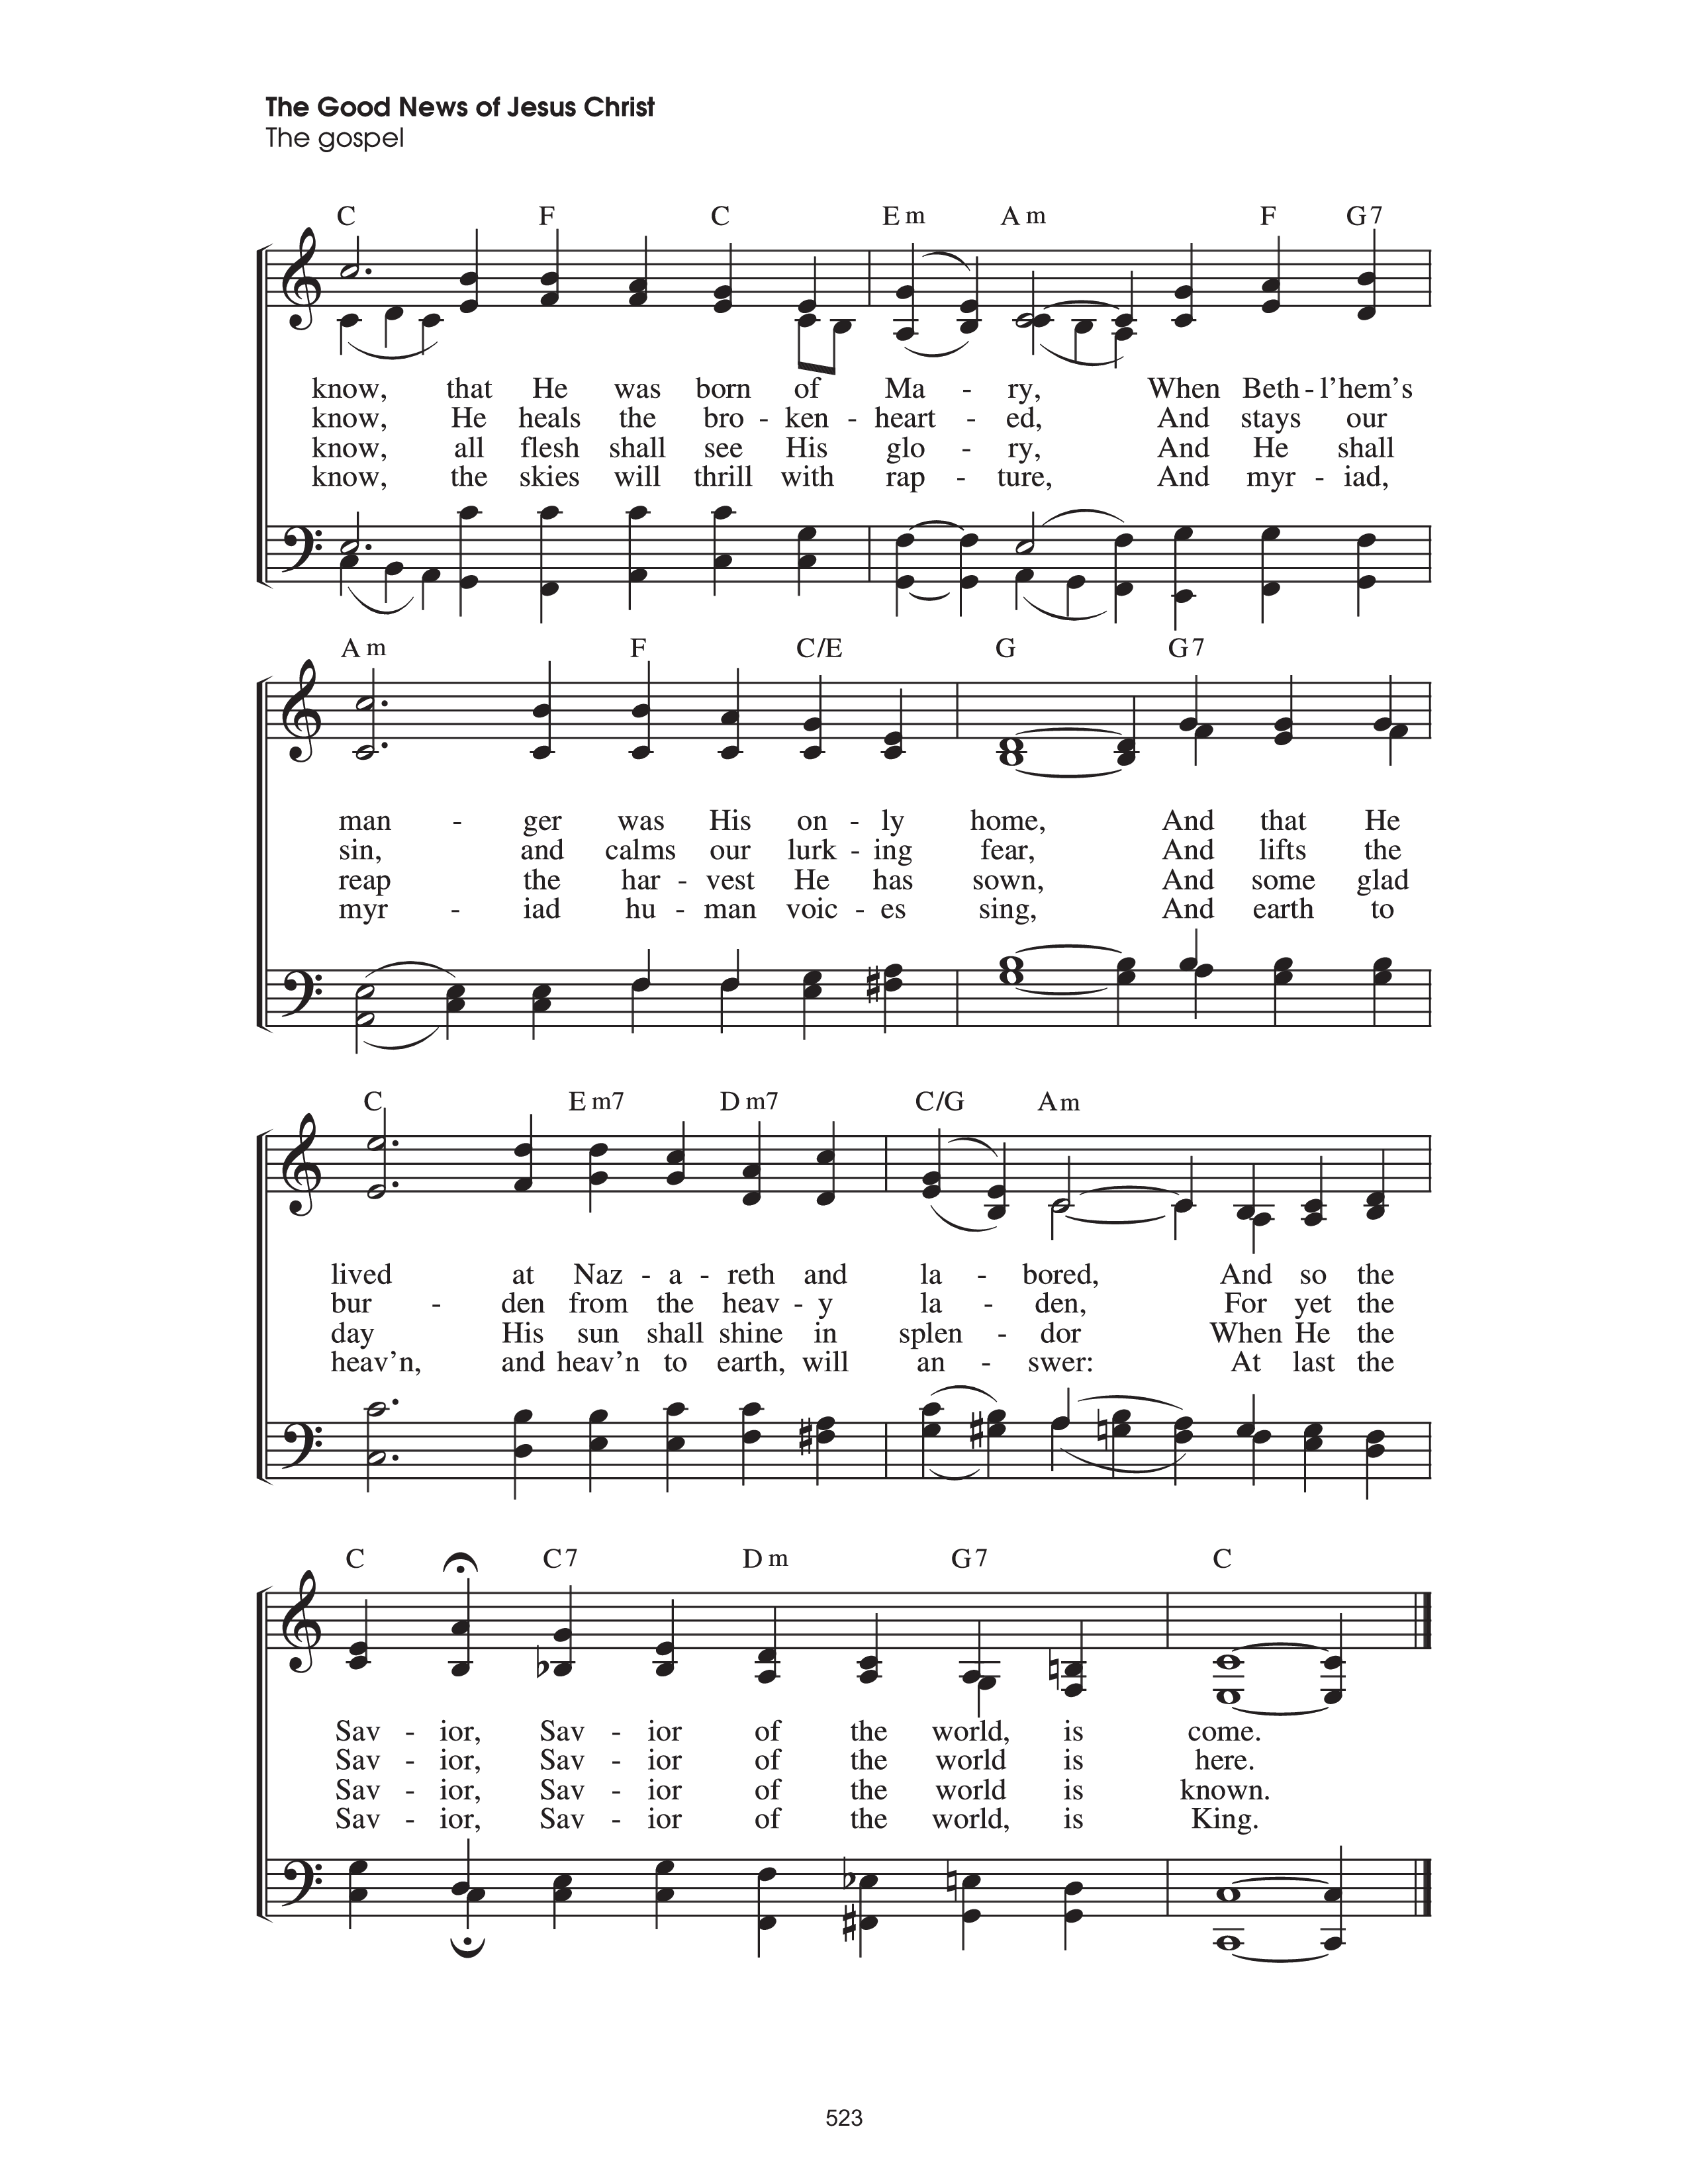 The Good News of Jesus Christ
The gospel
C F C Em Am F G7
know, that He was born of Ma - ry, When Beth - l'hem's
know, He heals the bro - ken - heart - ed, And stays our
know, all flesh shall see His glo - ry, And He shall
know, the skies will thrill with rap - ture, And myr - iad,
Am F C/E G G7
man - ger was His on - ly home, And that He
sin, and calms our lurk - ing fear, And lifts the
reap the har - vest He has sown, And some glad
myr - iad hu - man voic - es sing, And earth to
C Em7 Dm7 C/G Am
lived at Naz - a - reth and la - bored, And so the
bur - den from the heav - y la - den, For yet the
day His sun shall shine in splen - dor When He the
heav'n, and heav'n to earth, will an - swer: At last the
C C7 Dm G7 C
Sav - ior, Sav - ior of the world, is come.
Sav - ior, Sav - ior of the world is here.
Sav - ior, Sav - ior of the world is known.
Sav - ior, Sav - ior of the world, is King.
523